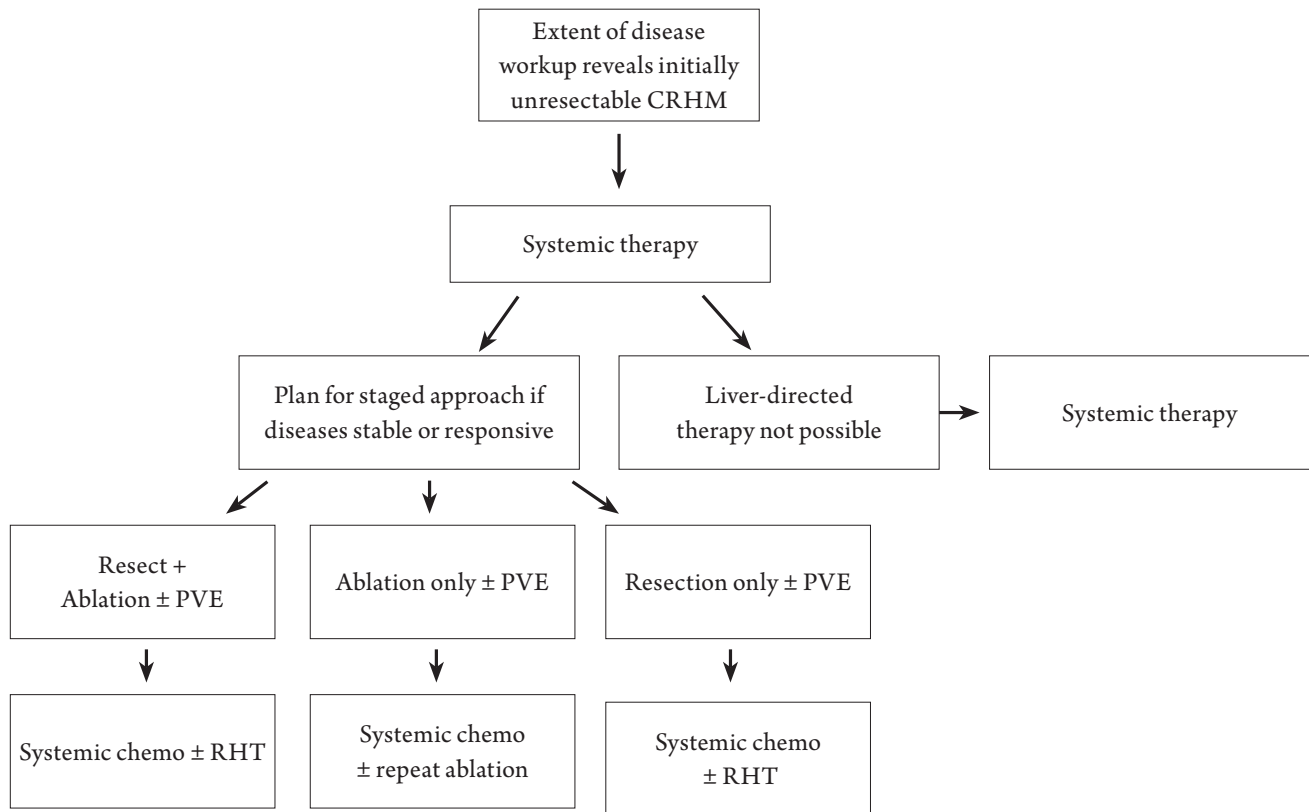 Extent of disease
workup reveals initially
unresectable CRHM
Systemic therapy
Plan for staged approach if
diseases stable or responsive
Liver-directed
therapy not possible
Systemic therapy
Resect +
Ablation ± PVE
Ablation only ± PVE
Resection only ± PVE
Systemic chemo ± RHT
Systemic chemo
± repeat ablation
Systemic chemo
± RHT